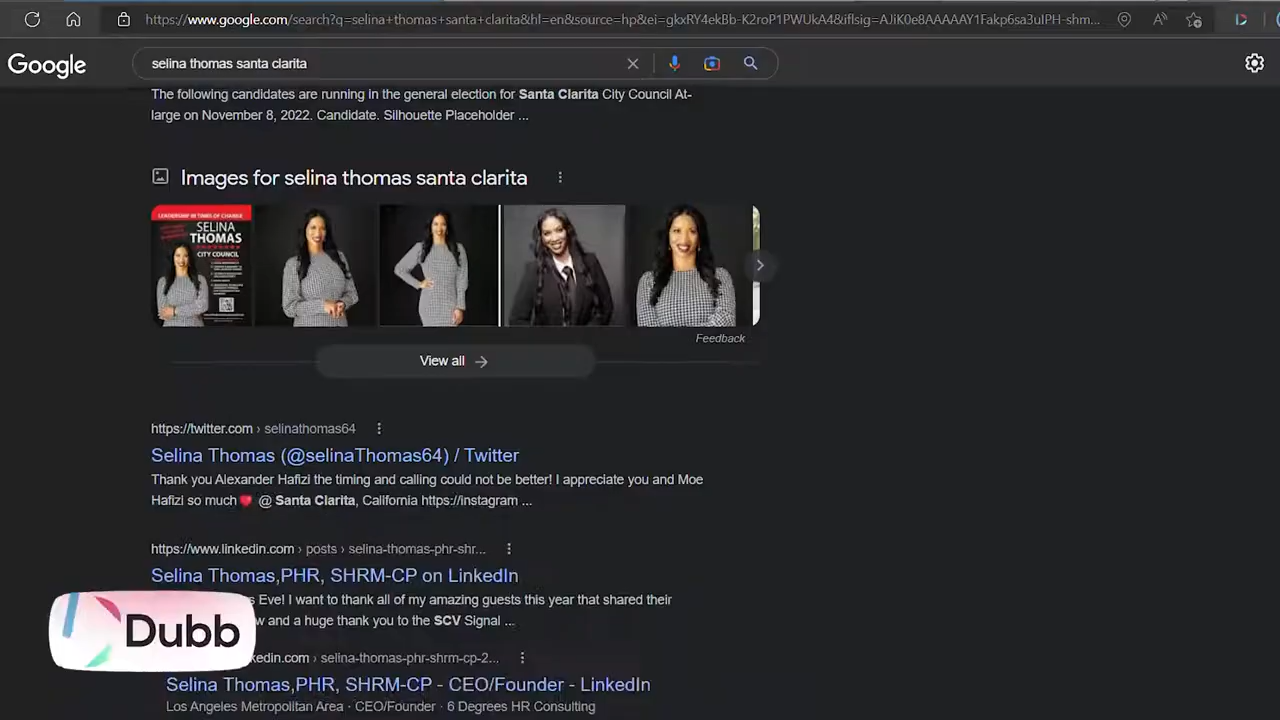 https://www.google.com/search?q=selina+thomas+santa+clarita&hl=en&source=hp&ei=gkxRY4ekBb-K2roP1PWUkA4&iflsig=AJiK0e8AAAAAY1Fakp6sa3uIPH-shm...
Google
selina thomas santa clarita
The following candidates are running in the general election for Santa Clarita City Council At-
large on November 8, 2022. Candidate. Silhouette Placeholder ...
Images for selina thomas santa clarita
LEADERSHIP IN TIMES OF CHANGE
SELINA
THOMAS
CITY COUNCIL
Feedback
View all
https://twitter.com › selinathomas64
Selina Thomas (@selinaThomas64) / Twitter
Thank you Alexander Hafizi the timing and calling could not be better! I appreciate you and Moe
Hafizi so much @ Santa Clarita, California https://instagram ...
https://www.linkedin.com › posts › selina-thomas-phr-shr...
Selina Thomas,PHR, SHRM-CP on LinkedIn
Eve! I want to thank all of my amazing guests this year that shared their
and a huge thank you to the SCV Signal ...
Dubb
kedin.com › selina-thomas-phr-shrm-cp-2...
Selina Thomas,PHR, SHRM-CP - CEO/Founder - LinkedIn
Los Angeles Metropolitan Area · CEO/Founder · 6 Degrees HR Consulting